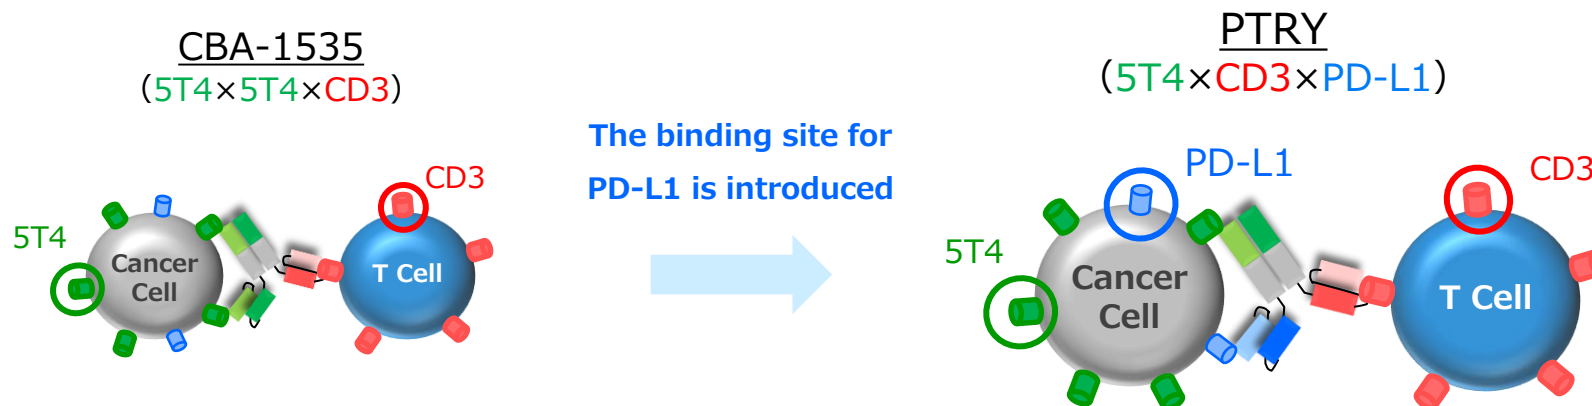 CBA-1535
(5T4×5T4×CD3)
CD3
5T4
Cancer
Cell
T Cell
The binding site for
PD-L1 is introduced
PTRY
(5T4×CD3×PD-L1)
PD-L1
CD3
5T4
Cancer
Cell
T Cell